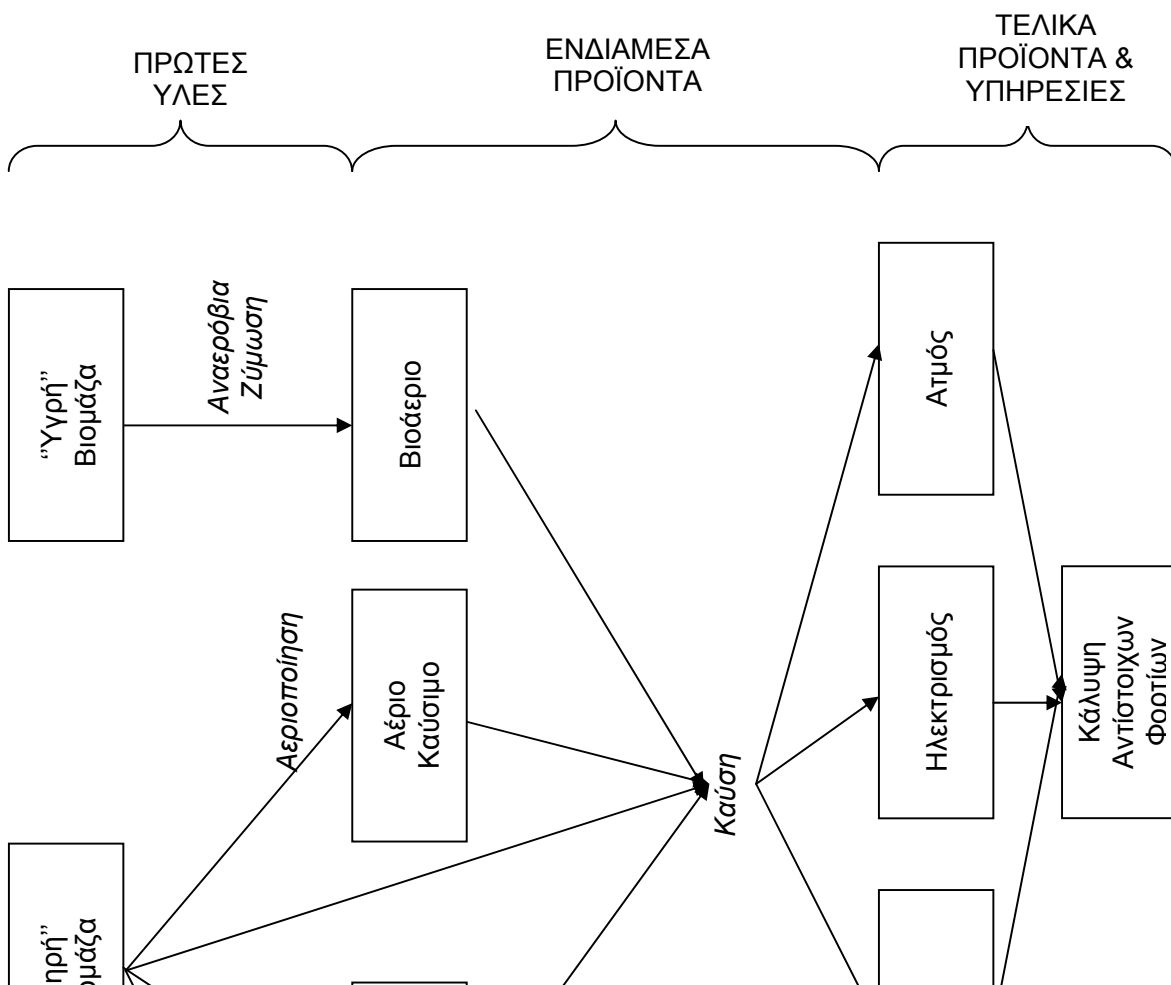 ΠΡΩΤΕΣ
ΥΛΕΣ
ΕΝΔΙΑΜΕΣΑ
ΠΡΟΪΟΝΤΑ
ΤΕΛΙΚΑ
ΠΡΟΪΟΝΤΑ &
ΥΠΗΡΕΣΙΕΣ
“Υγρή”
Βιομάζα
Αναερόβια
Ζύμωση
Βιοάεριο
Ατμός
Αεριοποίηση
Αέριο
Καύσιμο
Καύση
Ηλεκτρισμός
Κάλυψη
Αντίστοιχων
Φορτίων